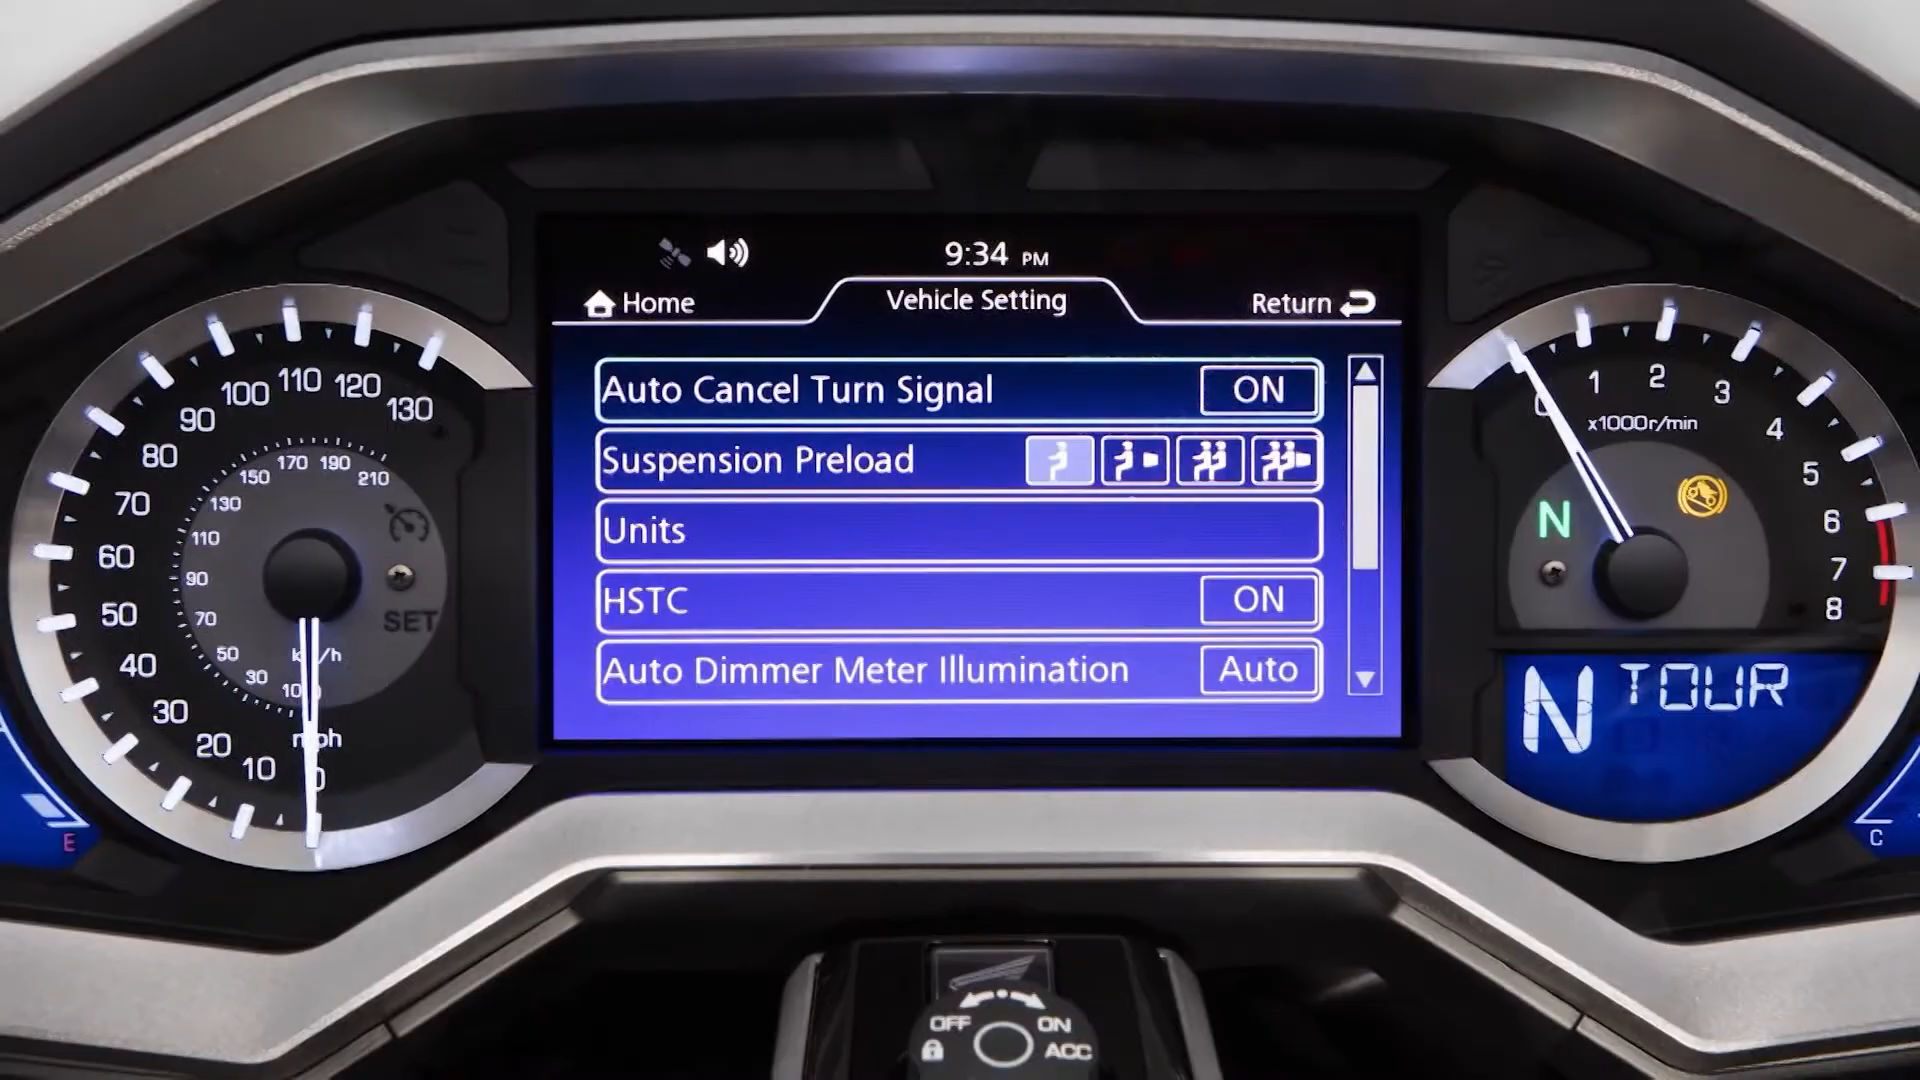 9:34 PM
Home
Vehicle Setting
Return
Auto Cancel Turn Signal ON
Suspension Preload
Units
HSTC ON
Auto Dimmer Meter Illumination Auto
0 10 20 30 40 50 60 70 80 90 100 110 120 130
mph
10 30 50 70 90 110 130 150 170 190 210
km/h
SET
E
0 1 2 3 4 5 6 7 8
x1000r/min
N
N TOUR
C
OFF ON
ACC